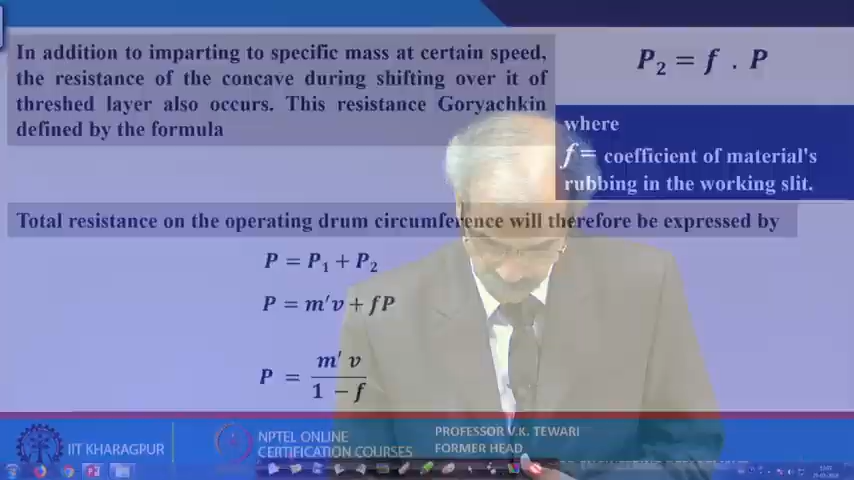 In addition to imparting to specific mass at certain speed,
the resistance of the concave during shifting over it of
threshed layer also occurs. This resistance Goryachkin
defined by the formula
P₂ = f . P
where
f = coefficient of material's
rubbing in the working slit.
Total resistance on the operating drum circumference will therefore be expressed by
P = P₁ + P₂
P = m′v + fP
P = m′ v / 1 − f
IIT KHARAGPUR
NPTEL ONLINE
CERTIFICATION COURSES
PROFESSOR V.K. TEWARI
FORMER HEAD